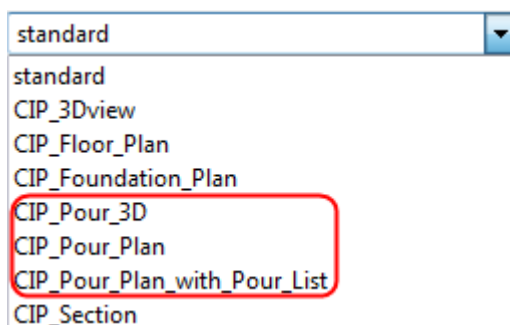 standard
standard
CIP_3Dview
CIP_Floor_Plan
CIP_Foundation_Plan
CIP_Pour_3D
CIP_Pour_Plan
CIP_Pour_Plan_with_Pour_List
CIP_Section